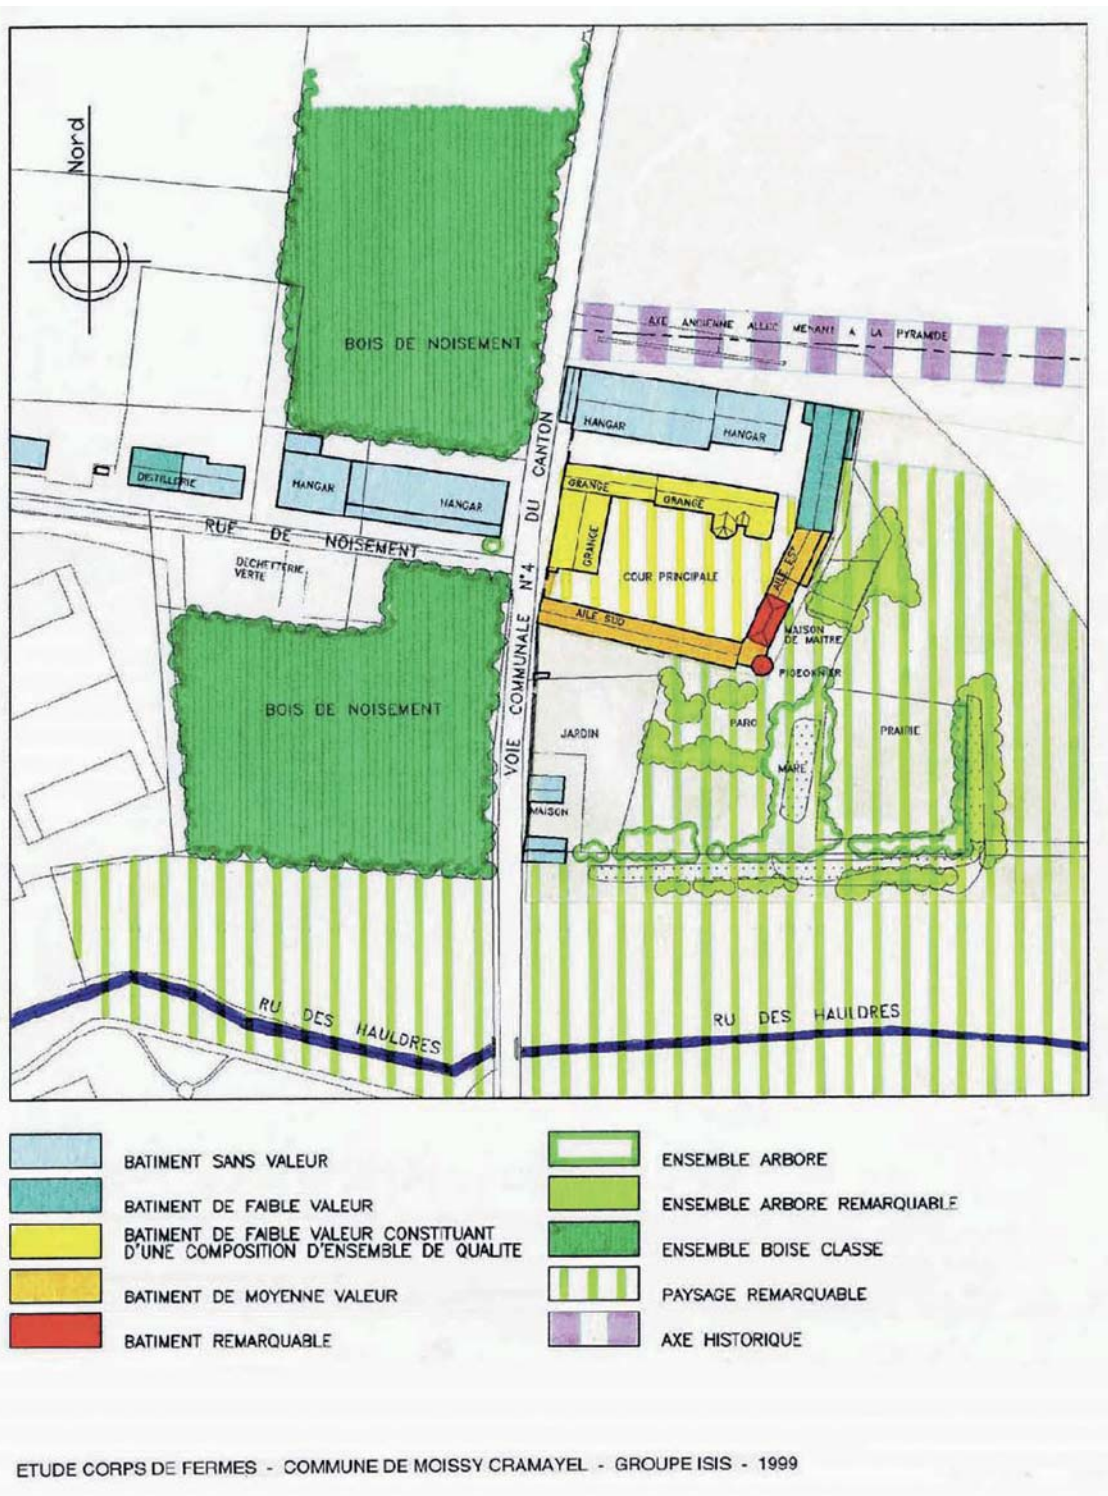 Nord
BOIS DE NOISEMENT
AXE ANCIENNE ALLEE MENANT A LA PYRAMIDE
HANGAR
HANGAR
DISTILLERIE
HANGAR
HANGAR
GRANGE
GRANGE
GRANGE
RUE DE NOISEMENT
DECHETTERIE
VERTE
COUR PRINCIPALE
AILE EST
AILE SUD
MAISON
DE MAITRE
PIGEONNIER
VOIE COMMUNALE N°4 DU CANTON
BOIS DE NOISEMENT
JARDIN
PARC
PRAIRIE
MARE
MAISON
RU DES HAULDRES
RU DES HAULDRES
BATIMENT SANS VALEUR
BATIMENT DE FAIBLE VALEUR
BATIMENT DE FAIBLE VALEUR CONSTITUANT
D'UNE COMPOSITION D'ENSEMBLE DE QUALITE
BATIMENT DE MOYENNE VALEUR
BATIMENT REMARQUABLE
ENSEMBLE ARBORE
ENSEMBLE ARBORE REMARQUABLE
ENSEMBLE BOISE CLASSE
PAYSAGE REMARQUABLE
AXE HISTORIQUE
ETUDE CORPS DE FERMES - COMMUNE DE MOISSY CRAMAYEL - GROUPE ISIS - 1999